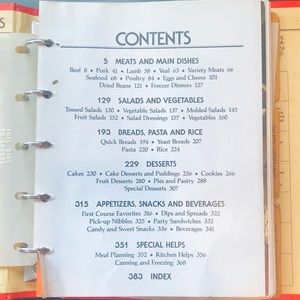 CONTENTS
5 MEATS AND MAIN DISHES
Beef 8 • Pork 41 • Lamb 58 • Veal 63 • Variety Meats 66
Seafood 68 • Poultry 84 • Eggs and Cheese 101
Dried Beans 121 • Freezer Dinners 127
129 SALADS AND VEGETABLES
Tossed Salads 130 • Vegetable Salads 137 • Molded Salads 145
Fruit Salads 152 • Salad Dressings 157 • Vegetables 160
193 BREADS, PASTA AND RICE
Quick Breads 194 • Yeast Breads 207
Pasta 220 • Rice 224
229 DESSERTS
Cakes 230 • Cake Desserts and Puddings 256 • Cookies 266
Fruit Desserts 280 • Pies and Pastry 288
Special Desserts 307
315 APPETIZERS, SNACKS AND BEVERAGES
First Course Favorites 316 • Dips and Spreads 322
Pick-up Nibbles 325 • Party Sandwiches 332
Candy and Sweet Snacks 336 • Beverages 341
351 SPECIAL HELPS
Meal Planning 352 • Kitchen Helps 356
Canning and Freezing 368
383 INDEX